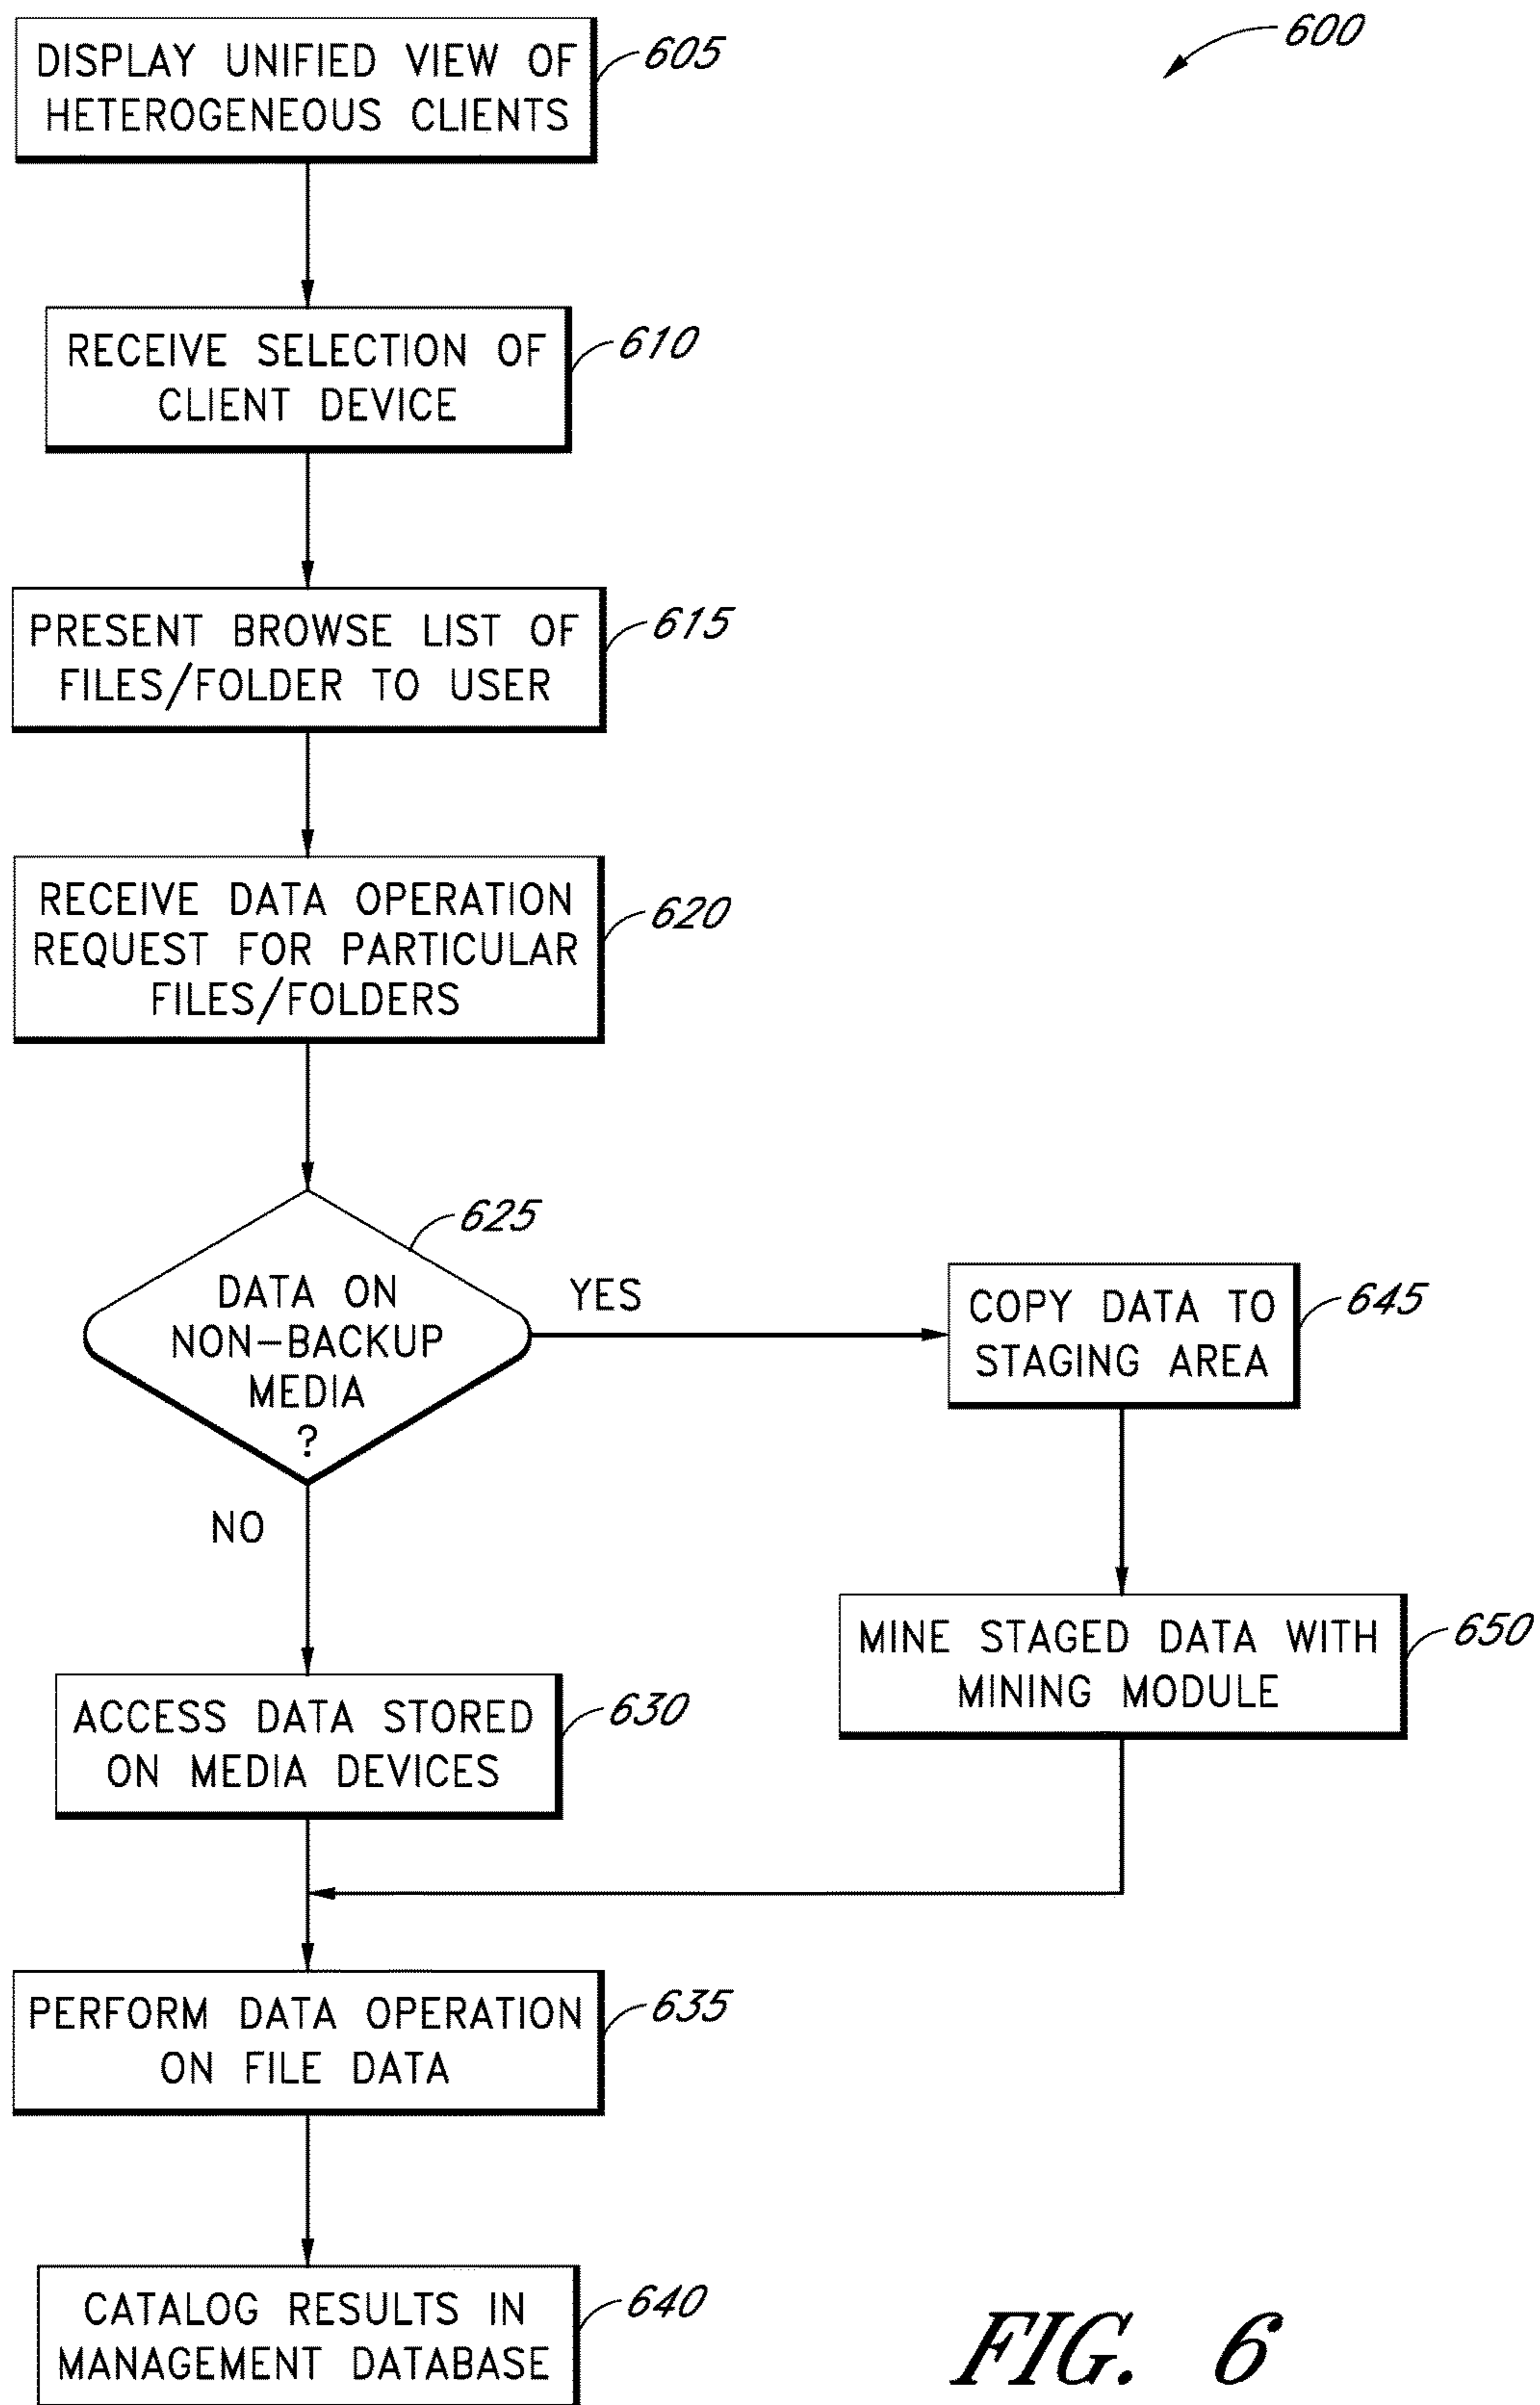 600
DISPLAY UNIFIED VIEW OF
HETEROGENEOUS CLIENTS
605
RECEIVE SELECTION OF
CLIENT DEVICE
610
PRESENT BROWSE LIST OF
FILES/FOLDER TO USER
615
RECEIVE DATA OPERATION
REQUEST FOR PARTICULAR
FILES/FOLDERS
620
625
DATA ON
NON-BACKUP
MEDIA
?
YES
NO
COPY DATA TO
STAGING AREA
645
MINE STAGED DATA WITH
MINING MODULE
650
ACCESS DATA STORED
ON MEDIA DEVICES
630
PERFORM DATA OPERATION
ON FILE DATA
635
CATALOG RESULTS IN
MANAGEMENT DATABASE
640
FIG. 6